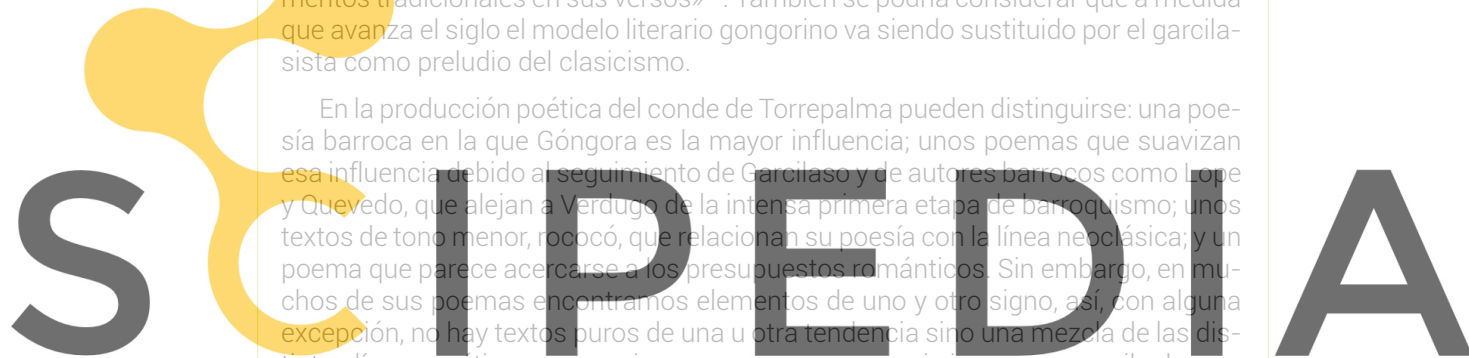 mentos tradicionales en sus versos» . También se podría considerar que a medida
que avanza el siglo el modelo literario gongorino va siendo sustituido por el garcila-
sista como preludio del clasicismo.
En la producción poética del conde de Torrepalma pueden distinguirse: una poe-
sía barroca en la que Góngora es la mayor influencia; unos poemas que suavizan
esa influencia debido al seguimiento de Garcilaso y de autores barrocos como Lope
y Quevedo, que alejan a Verdugo de la intensa primera etapa de barroquismo; unos
textos de tono menor, rococó, que relacionan su poesía con la línea neoclásica; y un
poema que parece acercarse a los presupuestos románticos. Sin embargo, en mu-
chos de sus poemas encontramos elementos de uno y otro signo, así, con alguna
excepción, no hay textos puros de una u otra tendencia sino una mezcla de las dis-
SCIPEDIA